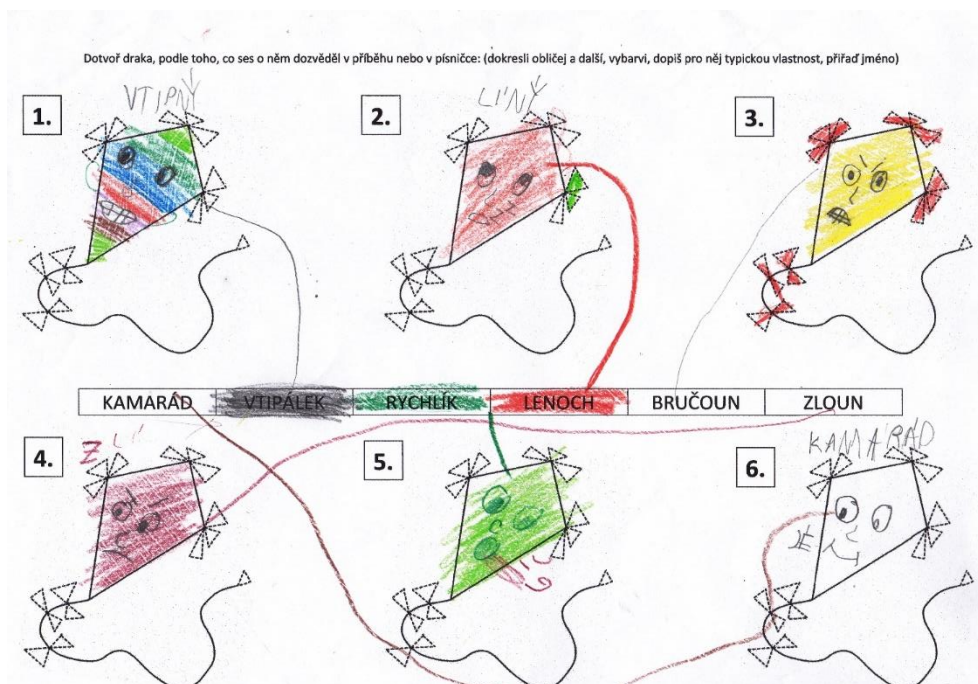 Dotvoř draka, podle toho, co ses o něm dozvěděl v příběhu nebo v písničce: (dokresli obličej a další, vybarvi, dopiš pro něj typickou vlastnost, přiřaď jméno)
VTIPNÝ
LÍNÝ
1.
2.
3.
KAMARÁD VTIPÁLEK RYCHLÍK LENOCH BRUČOUN ZLOUN
KAMARÁD
4.
ZLÍ
5.
6.
JE